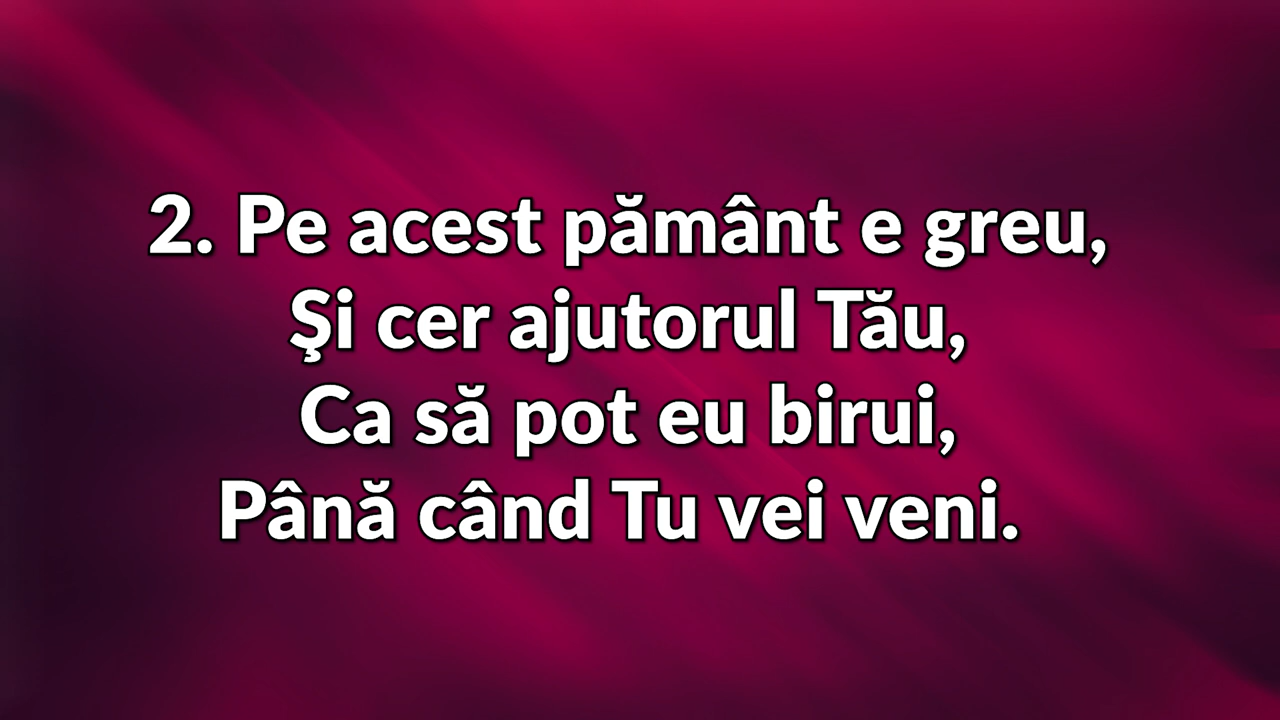 2. Pe acest pământ e greu,
Şi cer ajutorul Tău,
Ca să pot eu birui,
Până când Tu vei veni.